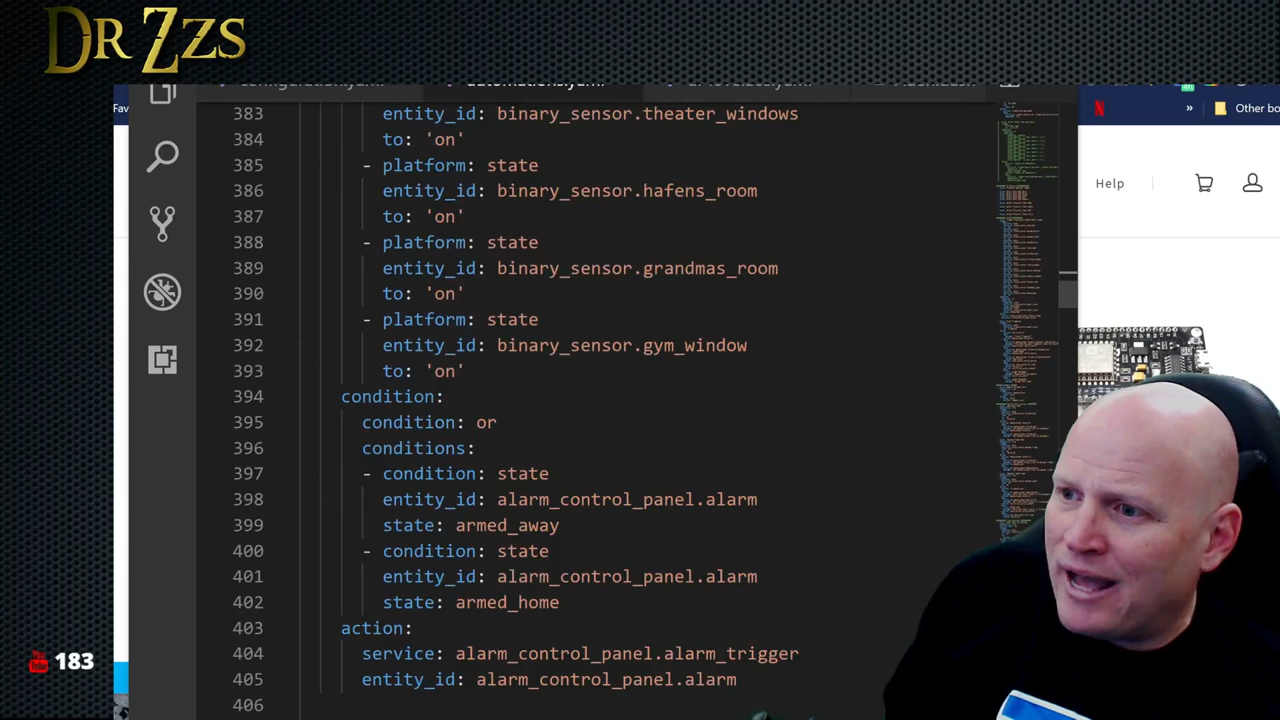 DR ZZS
Fav
Other bo
Help
383 entity_id: binary_sensor.theater_windows
384 to: 'on'
385 - platform: state
386 entity_id: binary_sensor.hafens_room
387 to: 'on'
388 - platform: state
389 entity_id: binary_sensor.grandmas_room
390 to: 'on'
391 - platform: state
392 entity_id: binary_sensor.gym_window
393 to: 'on'
394 condition:
395 condition: or
396 conditions:
397 - condition: state
398 entity_id: alarm_control_panel.alarm
399 state: armed_away
400 - condition: state
401 entity_id: alarm_control_panel.alarm
402 state: armed_home
403 action:
404 service: alarm_control_panel.alarm_trigger
405 entity_id: alarm_control_panel.alarm
406
183